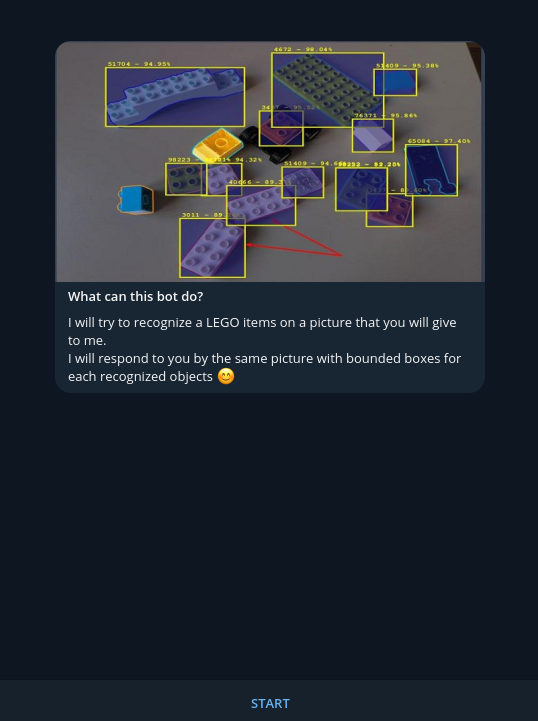 4672 – 98.04%
51704 – 94.95%
51409 – 95.38%
76371 – 95.86%
65084 – 97.40%
98223
94.32%
51409 – 94.6
40666 – 89.
3011 – 89.
What can this bot do?
I will try to recognize a LEGO items on a picture that you will give
to me.
I will respond to you by the same picture with bounded boxes for
each recognized objects 😊
START